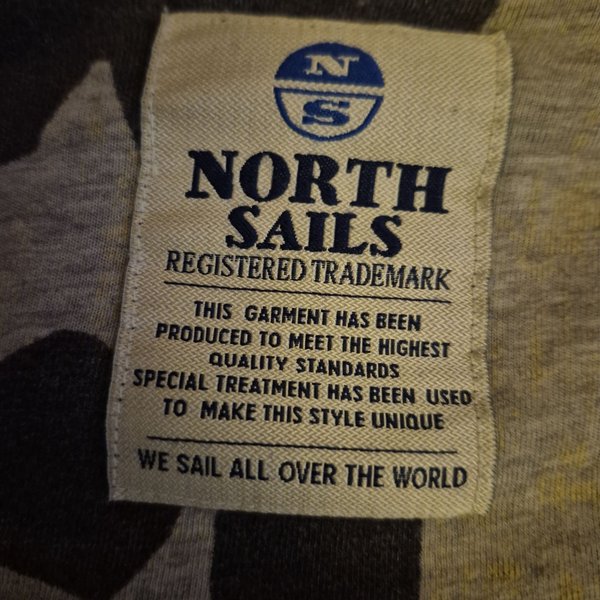 N
S
NORTH
SAILS
REGISTERED TRADEMARK
THIS GARMENT HAS BEEN
PRODUCED TO MEET THE HIGHEST
QUALITY STANDARDS
SPECIAL TREATMENT HAS BEEN USED
TO MAKE THIS STYLE UNIQUE
WE SAIL ALL OVER THE WORLD